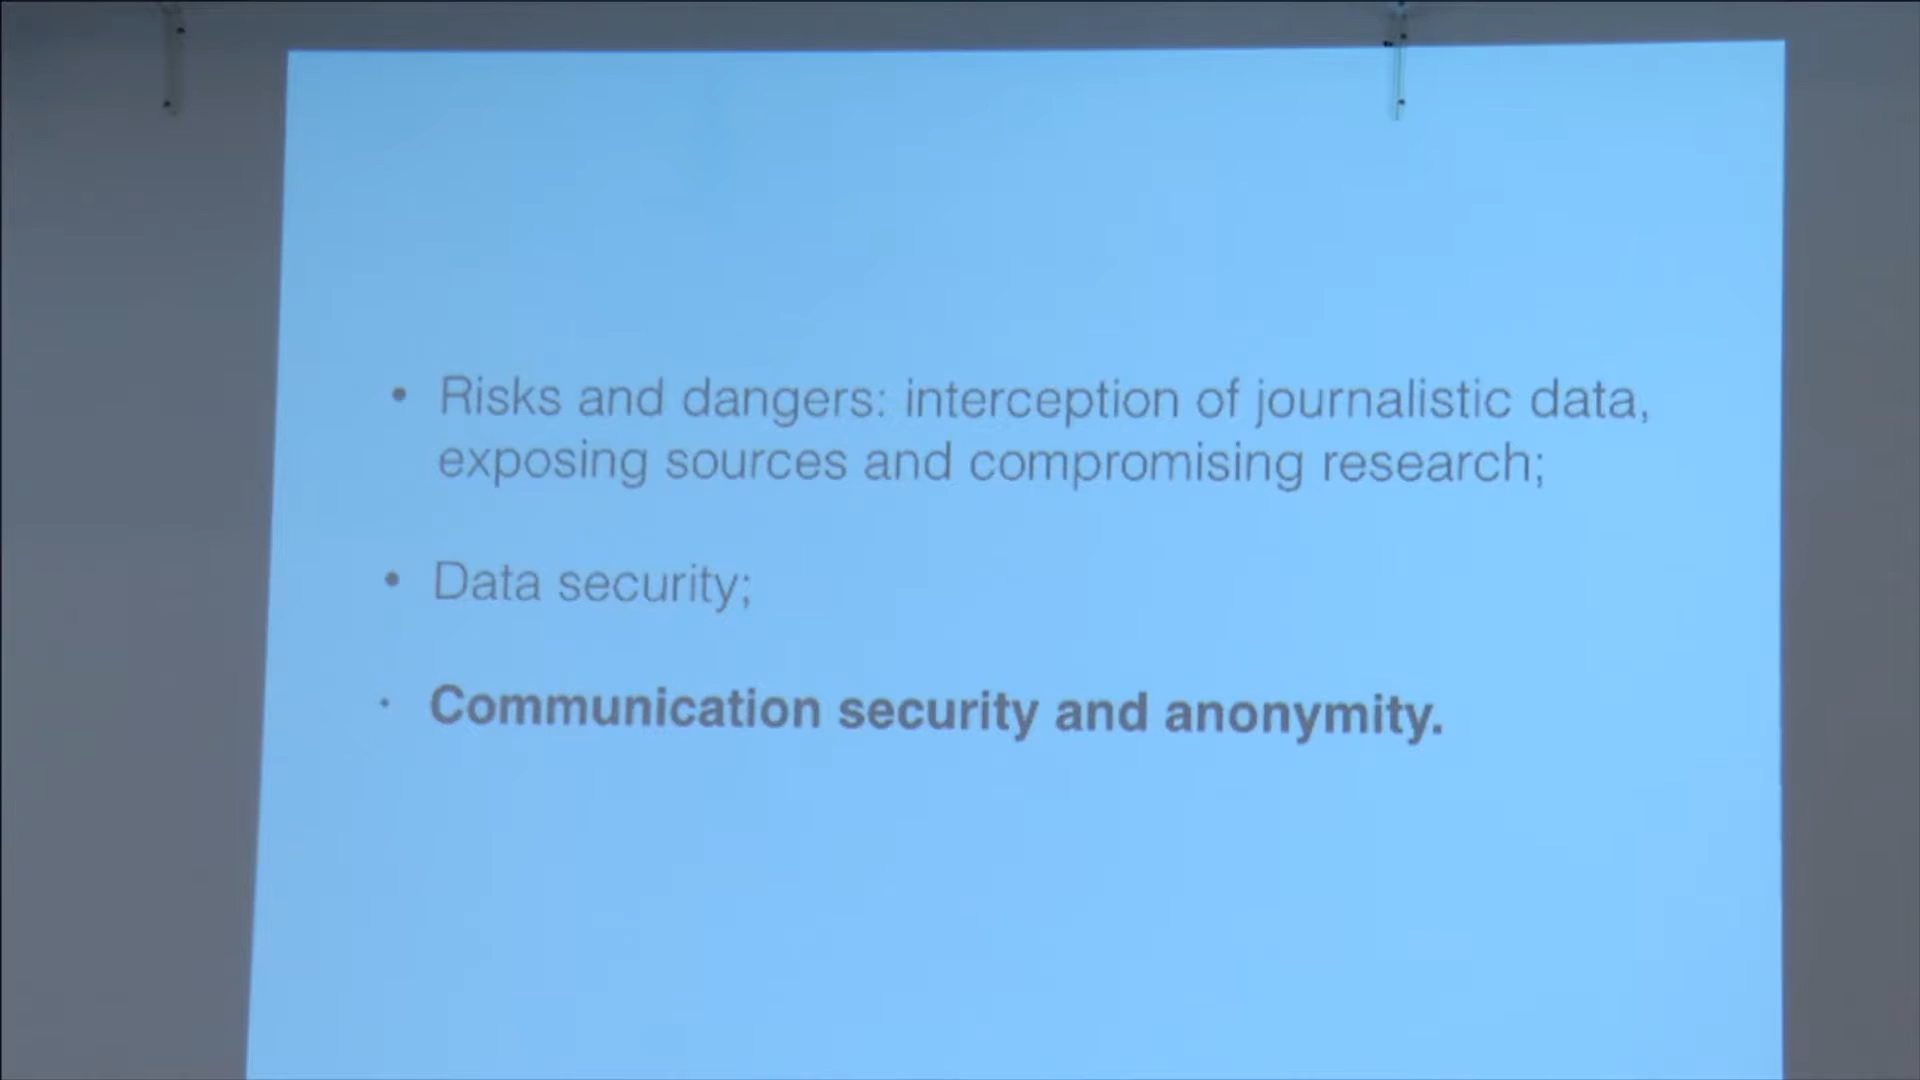 • Risks and dangers: interception of journalistic data,
exposing sources and compromising research;
• Data security;
• Communication security and anonymity.